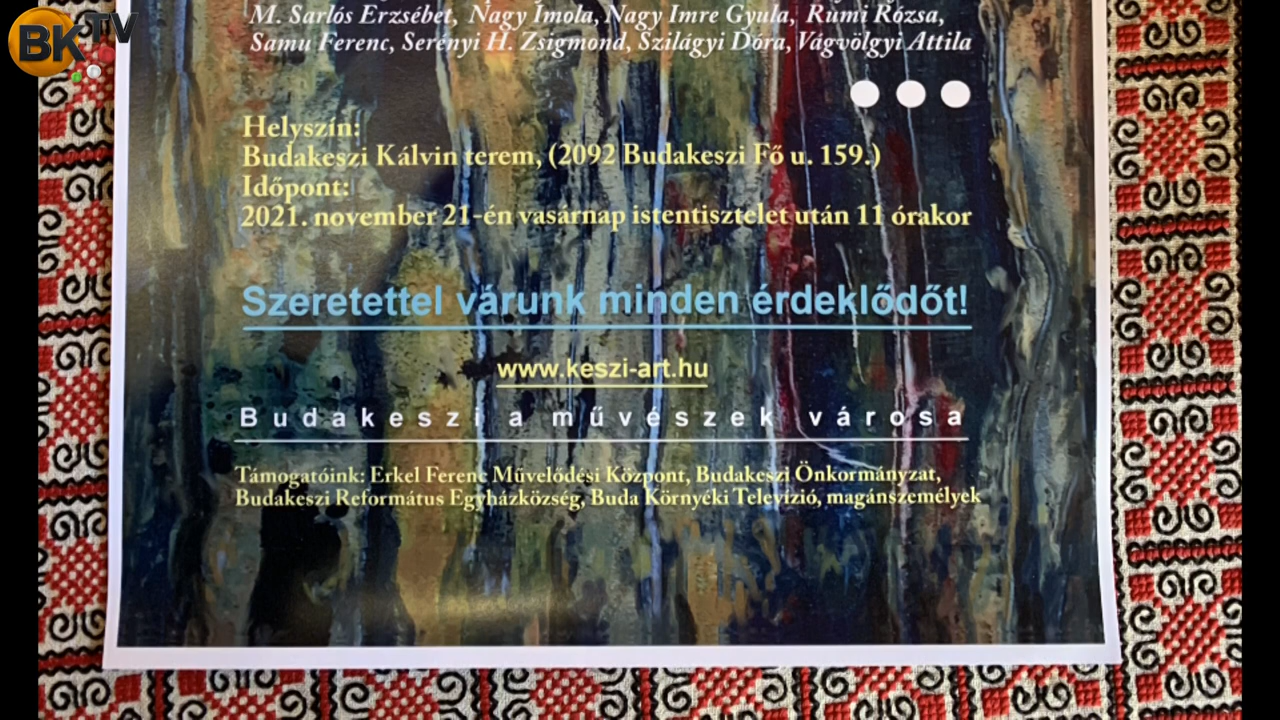 BK TV
M. Sarlós Erzsébet, Nagy Imola, Nagy Imre Gyula, Rumi Rózsa,
Samu Ferenc, Serényi H. Zsigmond, Szilágyi Dóra, Vágvölgyi Attila
Helyszín:
Budakeszi Kálvin terem, (2092 Budakeszi Fő u. 159.)
Időpont:
2021. november 21-én vasárnap istentisztelet után 11 órakor
Szeretettel várunk minden érdeklődőt!
www.keszi-art.hu
Budakeszi a művészek városa
Támogatóink: Erkel Ferenc Művelődési Központ, Budakeszi Önkormányzat,
Budakeszi Református Egyházközség, Buda Környéki Televízió, magánszemélyek